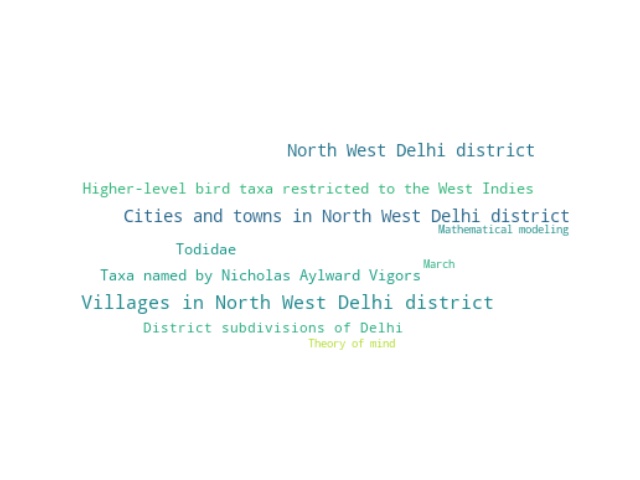 North West Delhi district
Higher-level bird taxa restricted to the West Indies
Cities and towns in North West Delhi district
Mathematical modeling
Todidae
March
Taxa named by Nicholas Aylward Vigors
Villages in North West Delhi district
District subdivisions of Delhi
Theory of mind